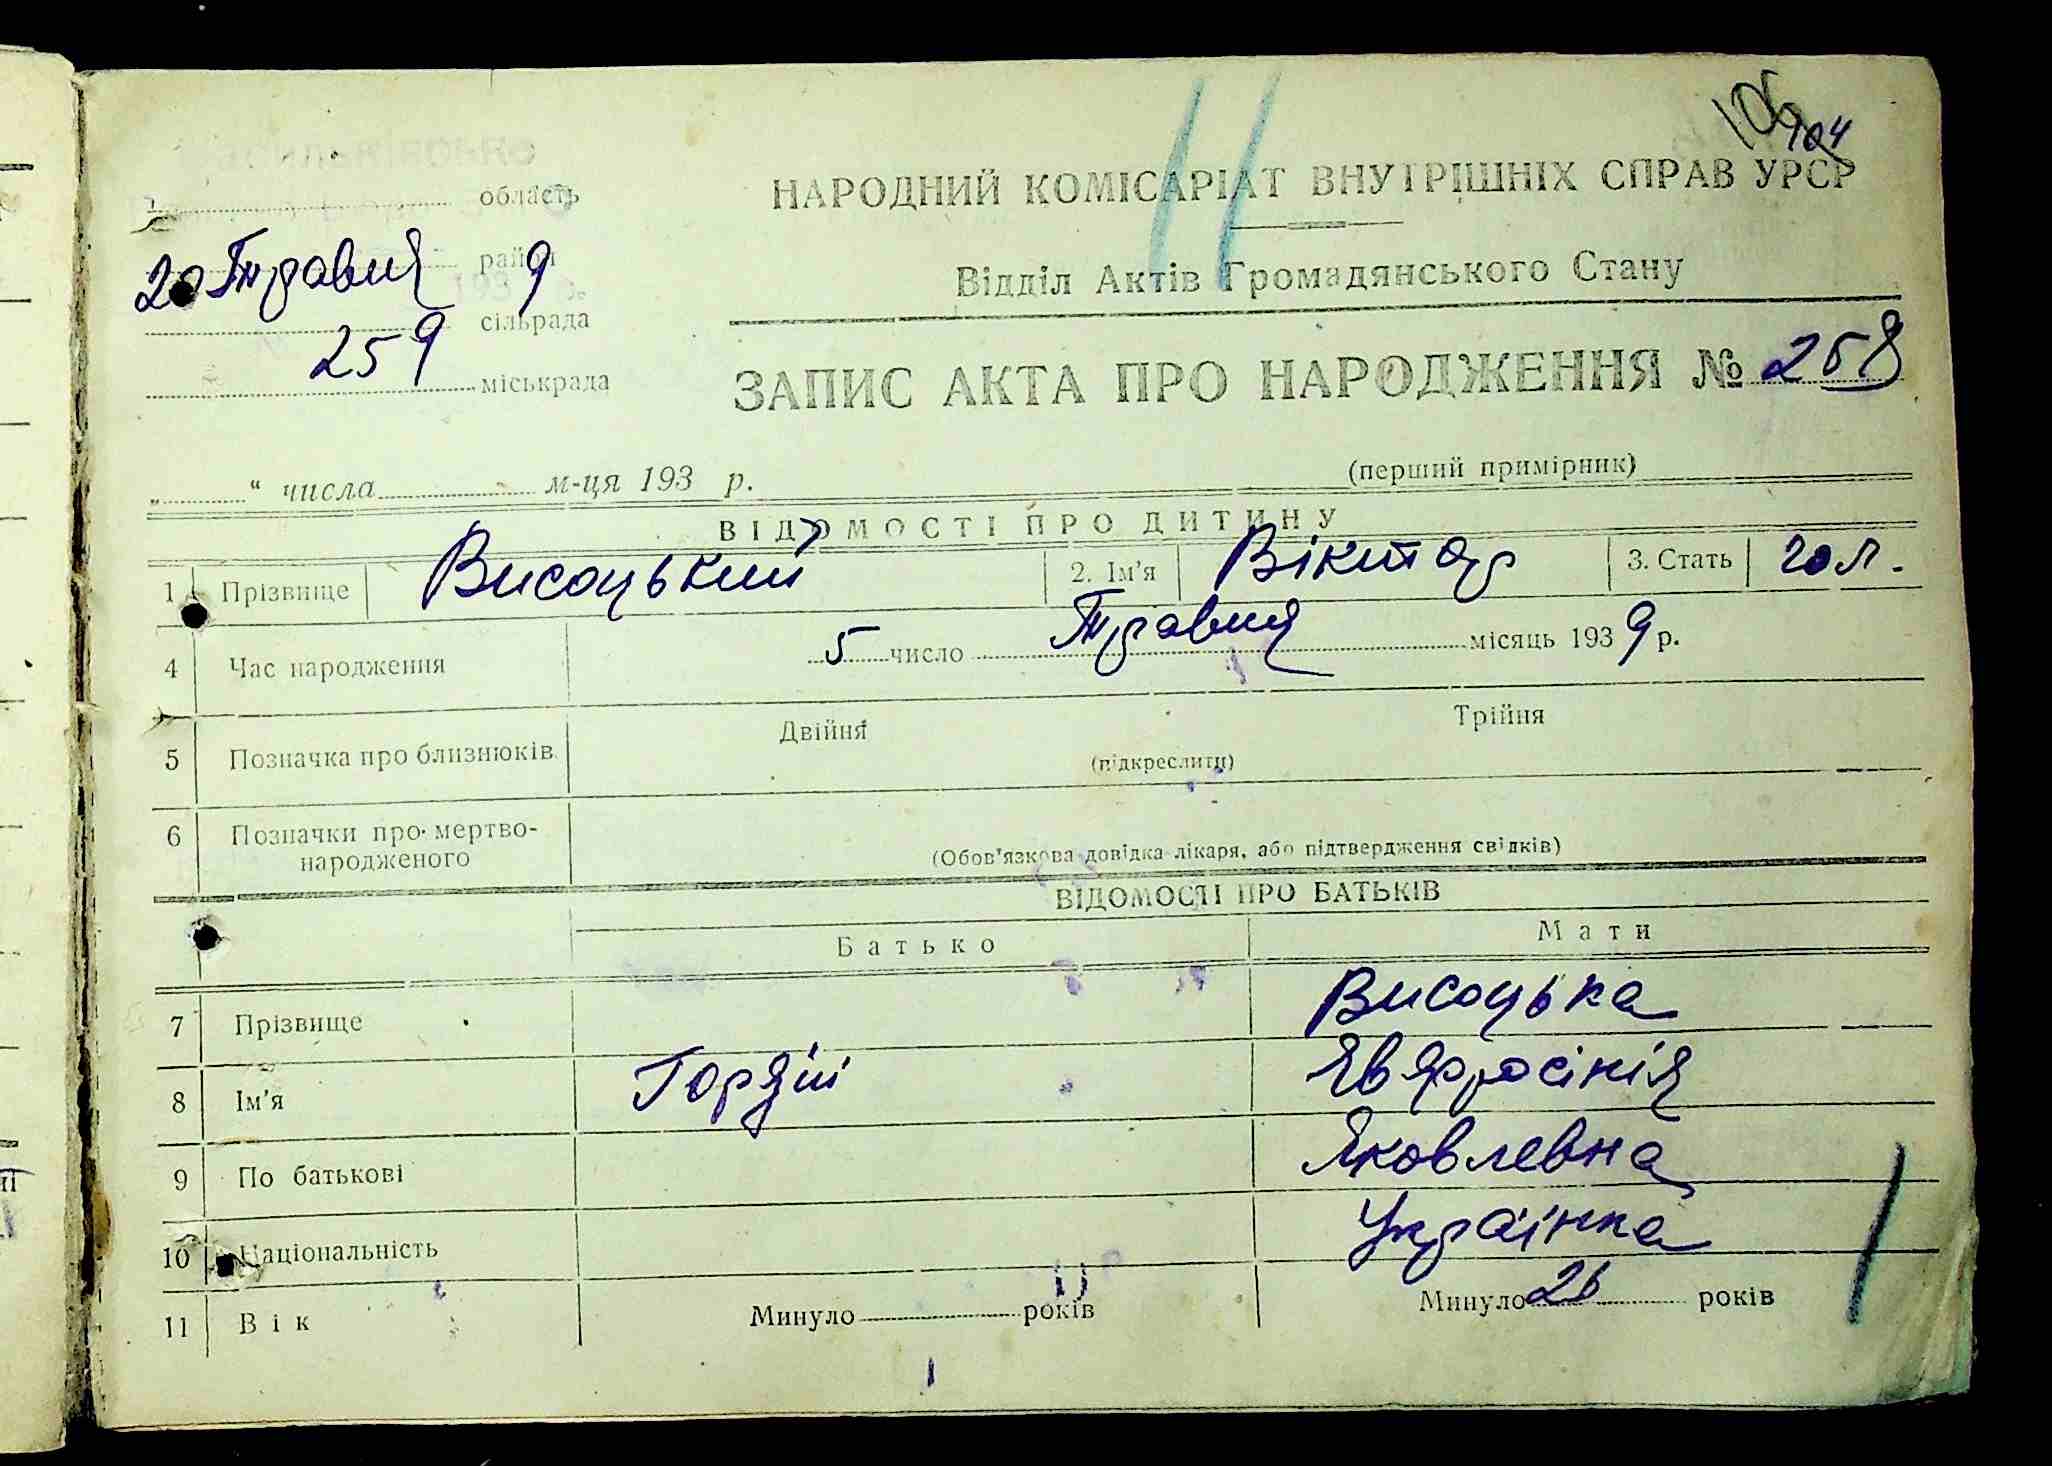 105
104
НАРОДНИЙ КОМІСАРІАТ ВНУТРІШНІХ СПРАВ УРСР
Відділ Актів Громадянського Стану
область
20 Травня район 9
сільрада
259 міськрада
ЗАПИС АКТА ПРО НАРОДЖЕННЯ № 258
„ “ числа м-ця 193 р.
(перший примірник)
ВІДОМОСТІ ПРО ДИТИНУ
1 Прізвище Висоцький 2. Ім'я Віктор 3. Стать чол.
4 Час народження 5 число Травня місяць 1939 р.
5 Позначка про близнюків Двійня Трійня
(підкреслити)
6 Позначки про мертво-
народженого
(Обов'язкова довідка лікаря, або підтвердження свідків)
ВІДОМОСТІ ПРО БАТЬКІВ
Батько Мати
7 Прізвище Висоцька
8 Ім'я Гордій Явфросінія
9 По батькові Яковлевна
10 Національність Українка
11 Вік Минуло років Минуло 26 років